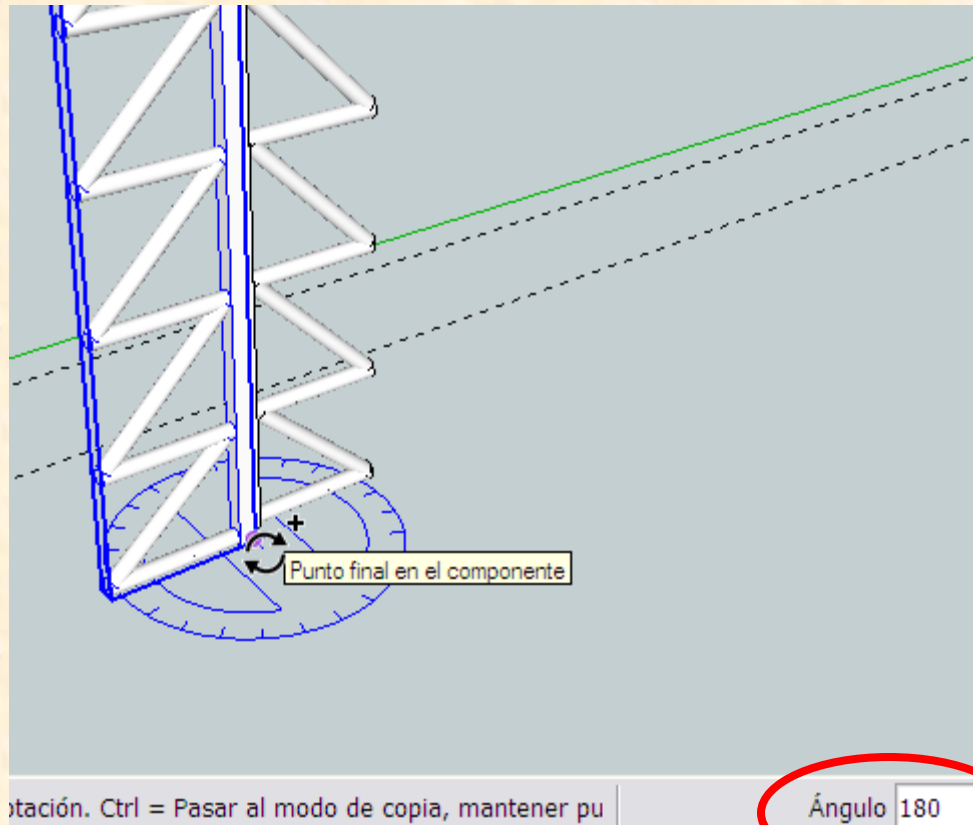 Punto final en el componente
otación. Ctrl = Pasar al modo de copia, mantener pu
Ángulo 180